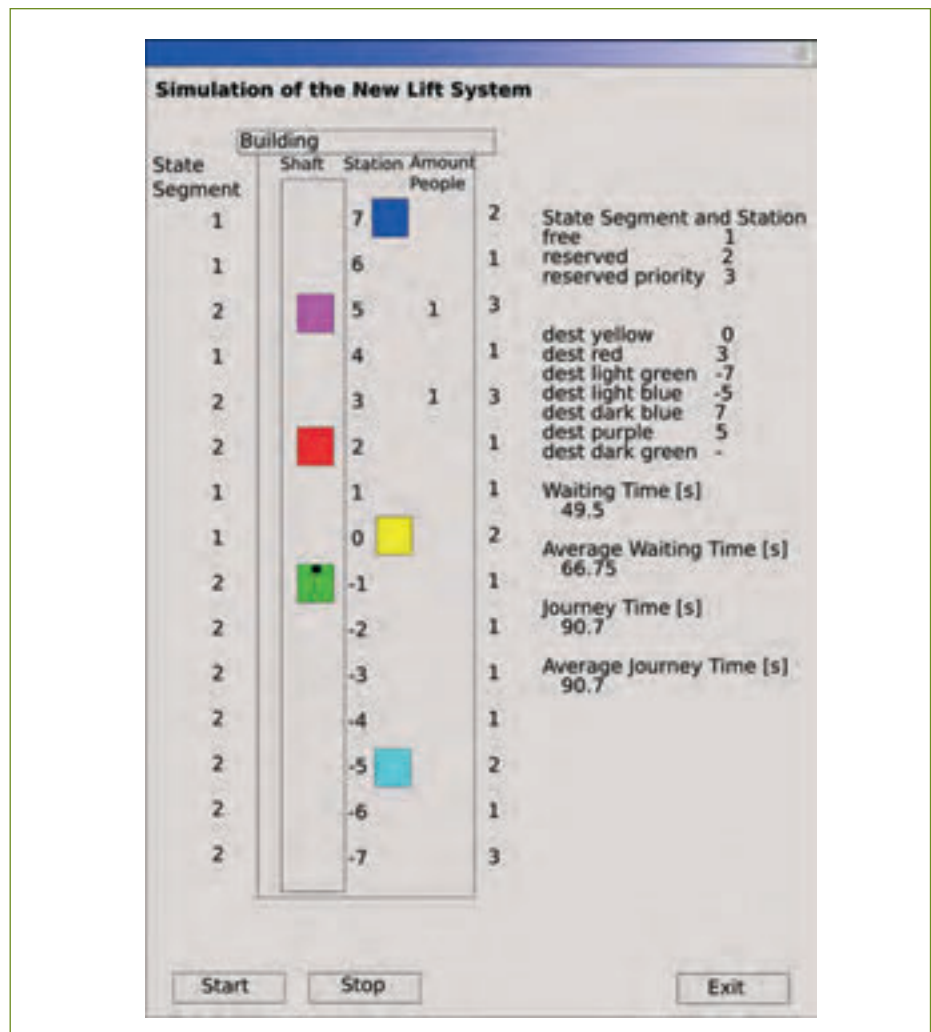 Simulation of the New Lift System
Building
State Segment
Shaft Station Amount People
1 7 2
1 6 1
2 5 1 3
1 4 1
2 3 1 3
2 2 1
1 1 1
1 0 2
2 -1 1
2 -2 1
2 -3 1
2 -4 1
2 -5 2
2 -6 1
2 -7 3
State Segment and Station
free 1
reserved 2
reserved priority 3
dest yellow 0
dest red 3
dest light green -7
dest light blue -5
dest dark blue 7
dest purple 5
dest dark green -
Waiting Time [s]
49.5
Average Waiting Time [s]
66.75
Journey Time [s]
90.7
Average Journey Time [s]
90.7
Start Stop Exit